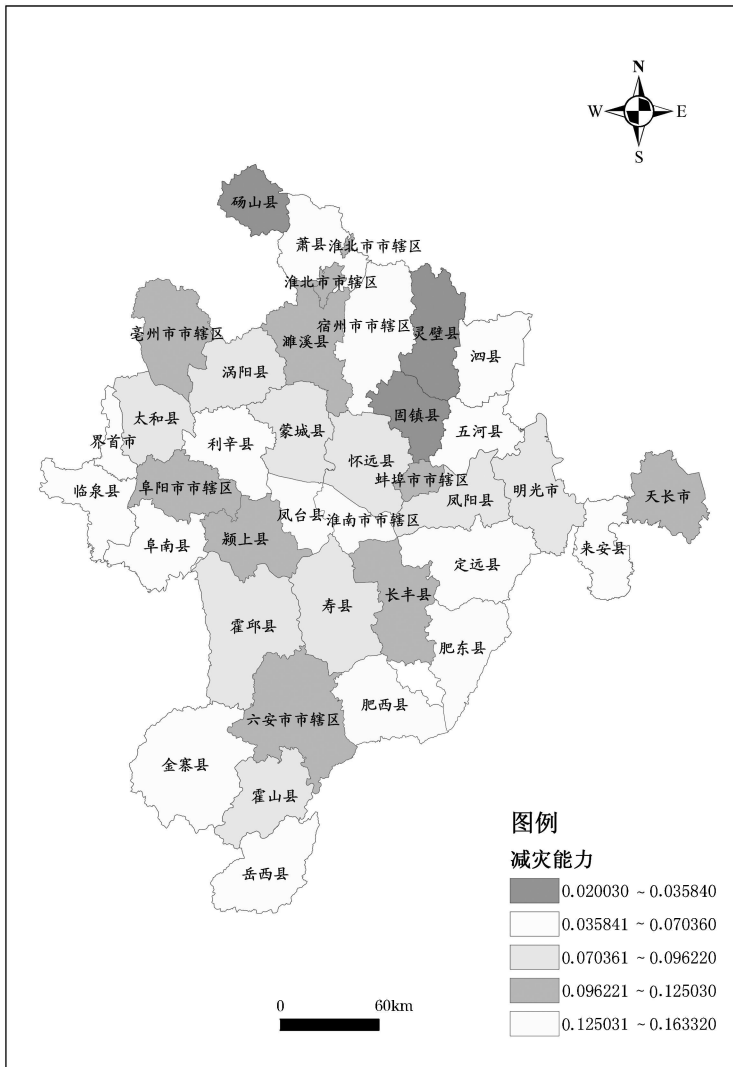 N
W
E
S
砀山县
萧县
淮北市市辖区
淮北市市辖区
宿州市市辖区
亳州市市辖区
濉溪县
灵璧县
泗县
涡阳县
太和县
固镇县
界首市
利辛县
蒙城县
五河县
怀远县
临泉县
阜阳市市辖区
蚌埠市市辖区
凤阳县
明光市
天长市
凤台县
淮南市市辖区
阜南县
颍上县
来安县
定远县
长丰县
寿县
霍邱县
肥东县
肥西县
六安市市辖区
金寨县
霍山县
岳西县
图例
减灾能力
0.020030 ~ 0.035840
0.035841 ~ 0.070360
0.070361 ~ 0.096220
0.096221 ~ 0.125030
0.125031 ~ 0.163320
0 60km